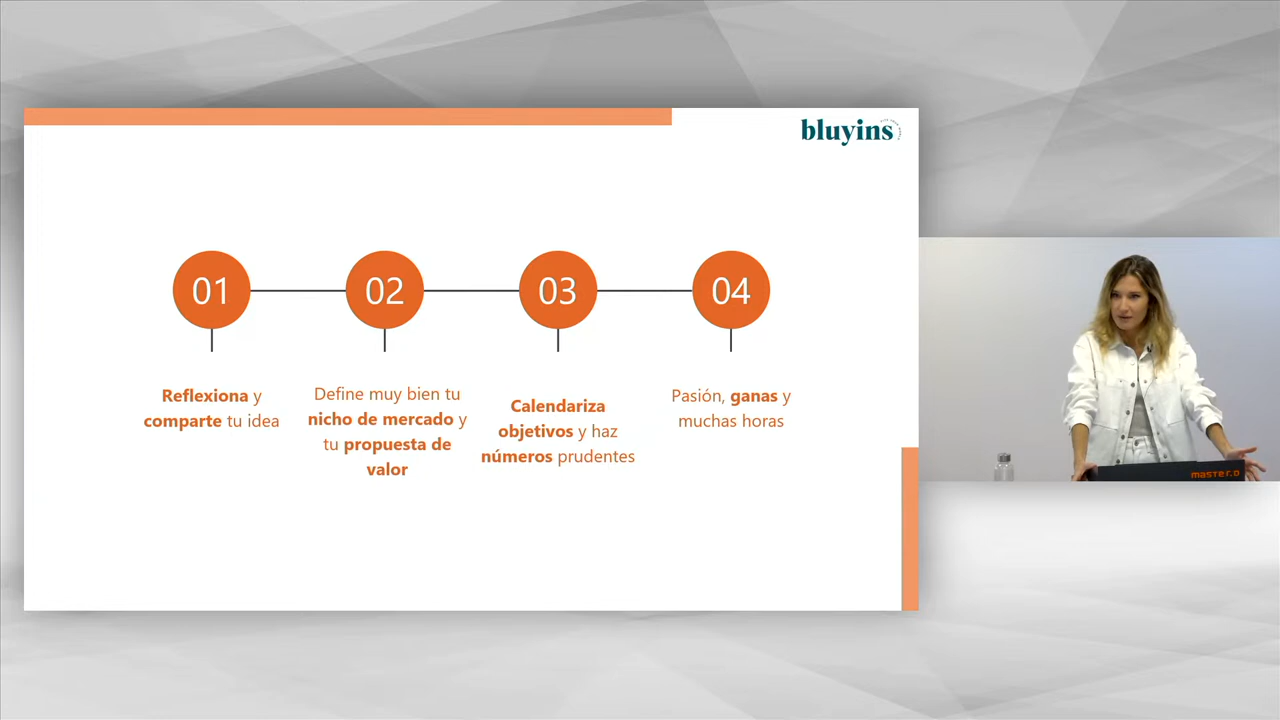 bluyins
01
02
03
04
Reflexiona y
comparte tu idea
Define muy bien tu
nicho de mercado y
tu propuesta de
valor
Calendariza
objetivos y haz
números prudentes
Pasión, ganas y
muchas horas
master.D